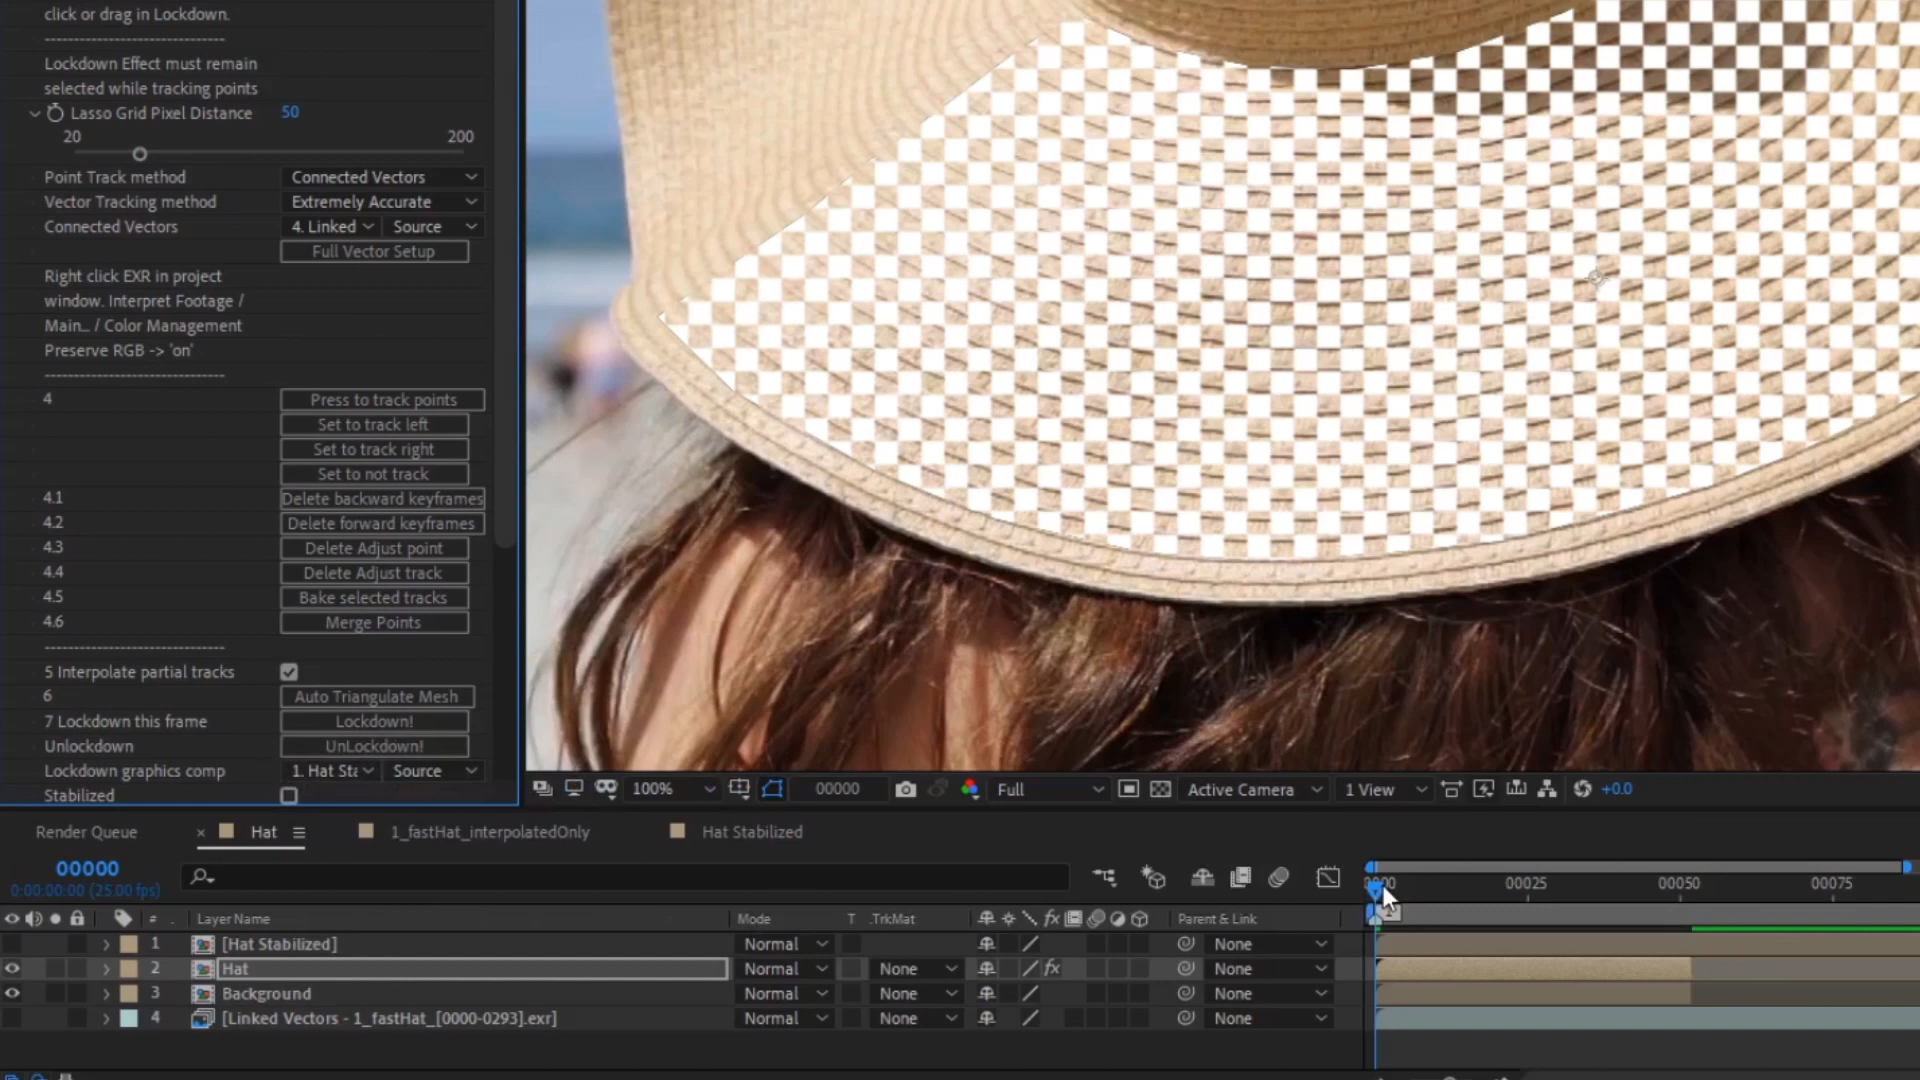 click or drag in Lockdown.
-----------------------------
Lockdown Effect must remain
selected while tracking points
Lasso Grid Pixel Distance 50
20 200
Point Track method Connected Vectors
Vector Tracking method Extremely Accurate
Connected Vectors 4. Linked Source
Full Vector Setup
Right click EXR in project
window. Interpret Footage /
Main... / Color Management
Preserve RGB -> 'on'
-----------------------------
4 Press to track points
Set to track left
Set to track right
Set to not track
4.1 Delete backward keyframes
4.2 Delete forward keyframes
4.3 Delete Adjust point
4.4 Delete Adjust track
4.5 Bake selected tracks
4.6 Merge Points
-----------------------------
5 Interpolate partial tracks
6 Auto Triangulate Mesh
7 Lockdown this frame Lockdown!
Unlockdown UnLockdown!
Lockdown graphics comp 1. Hat Sta Source
Stabilized
100% 00000 Full Active Camera 1 View +0.0
Render Queue × Hat 1_fastHat_interpolatedOnly Hat Stabilized
00000
0:00:00:00 (25.00 fps)
00025 00050 00075
# Layer Name Mode T .TrkMat fx Parent & Link
1 [Hat Stabilized] Normal None
2 Hat Normal None fx None
3 Background Normal None None
4 [Linked Vectors - 1_fastHat_[0000-0293].exr] Normal None None